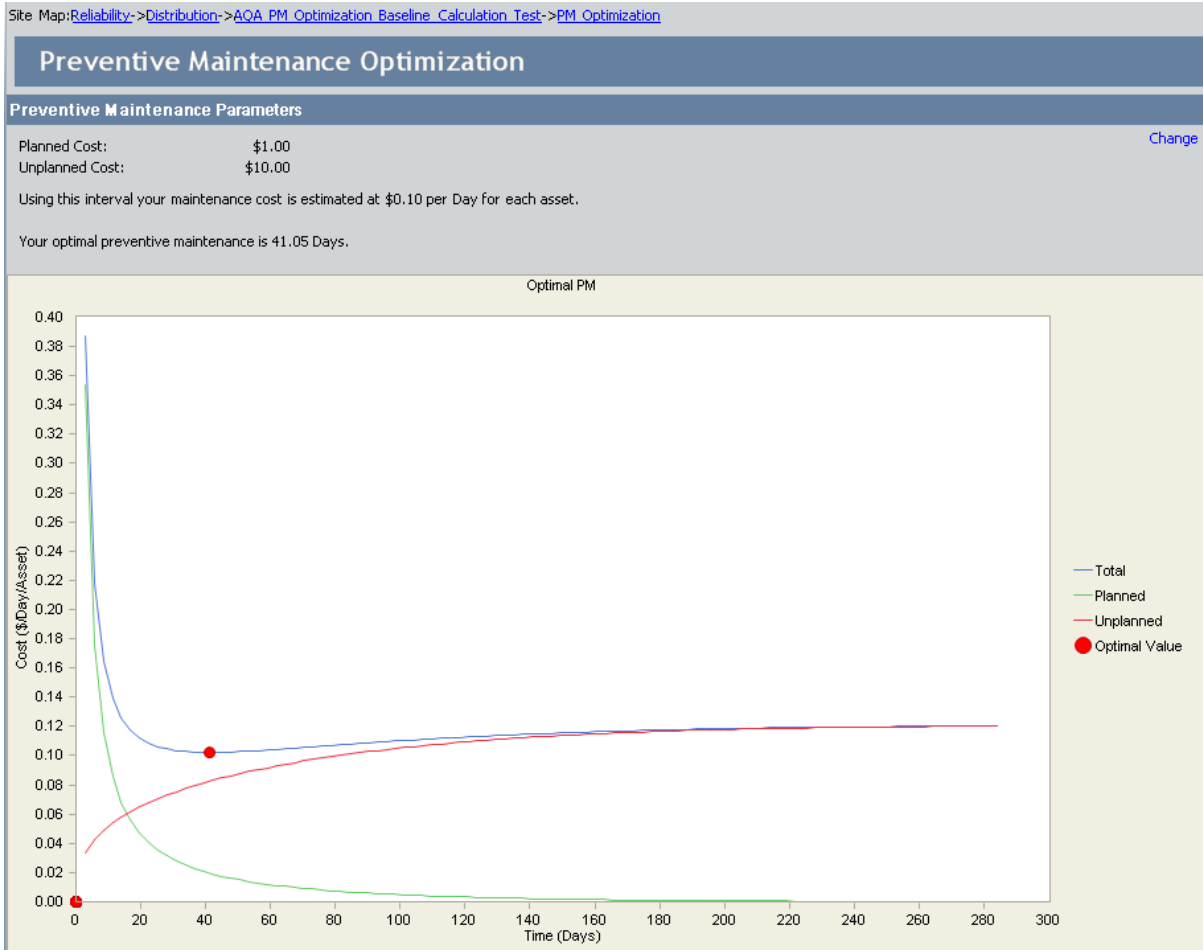 Site Map:Reliability->Distribution->AQA PM Optimization Baseline Calculation Test->PM Optimization
Preventive Maintenance Optimization
Preventive Maintenance Parameters
Change
Planned Cost: $1.00
Unplanned Cost: $10.00
Using this interval your maintenance cost is estimated at $0.10 per Day for each asset.
Your optimal preventive maintenance is 41.05 Days.
Optimal PM
0.40
0.38
0.36
0.34
0.32
0.30
0.28
0.26
0.24
0.22
0.20
0.18
0.16
0.14
0.12
0.10
0.08
0.06
0.04
0.02
0.00
Cost ($/Day/Asset)
0 20 40 60 80 100 120 140 160 180 200 220 240 260 280 300
Time (Days)
Total
Planned
Unplanned
Optimal Value